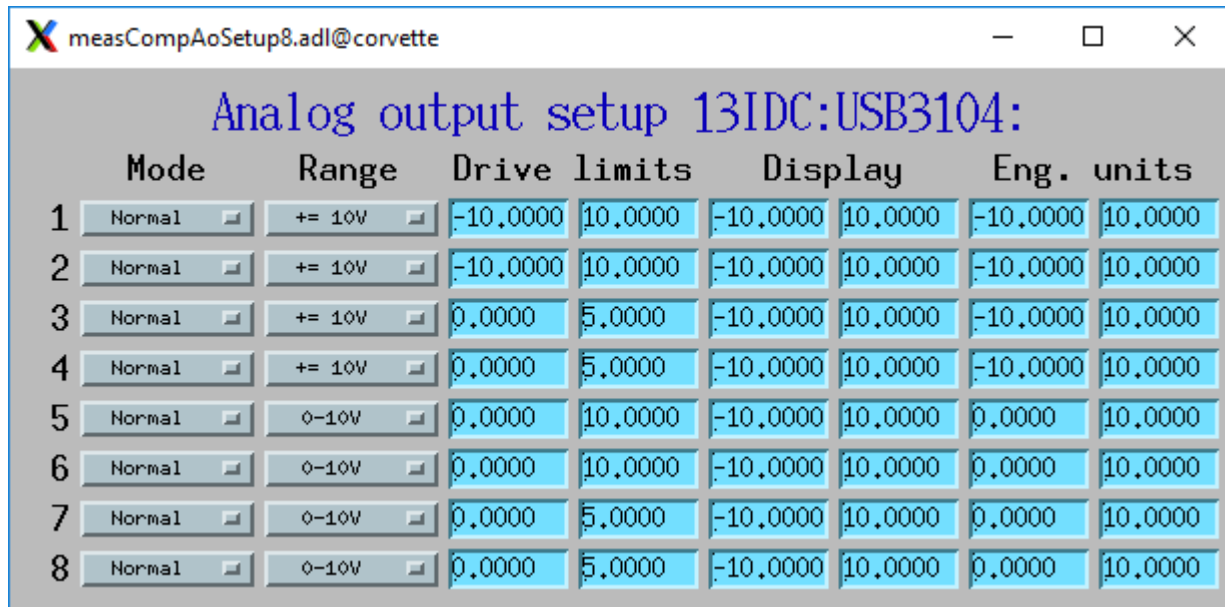 measCompAoSetup8.adl@corvette
Analog output setup 13IDC:USB3104:
Mode Range Drive limits Display Eng. units
1 Normal += 10V -10.0000 10.0000 -10.0000 10.0000 -10.0000 10.0000
2 Normal += 10V -10.0000 10.0000 -10.0000 10.0000 -10.0000 10.0000
3 Normal += 10V 0.0000 5.0000 -10.0000 10.0000 -10.0000 10.0000
4 Normal += 10V 0.0000 5.0000 -10.0000 10.0000 -10.0000 10.0000
5 Normal 0-10V 0.0000 10.0000 -10.0000 10.0000 0.0000 10.0000
6 Normal 0-10V 0.0000 10.0000 -10.0000 10.0000 0.0000 10.0000
7 Normal 0-10V 0.0000 5.0000 -10.0000 10.0000 0.0000 10.0000
8 Normal 0-10V 0.0000 5.0000 -10.0000 10.0000 0.0000 10.0000